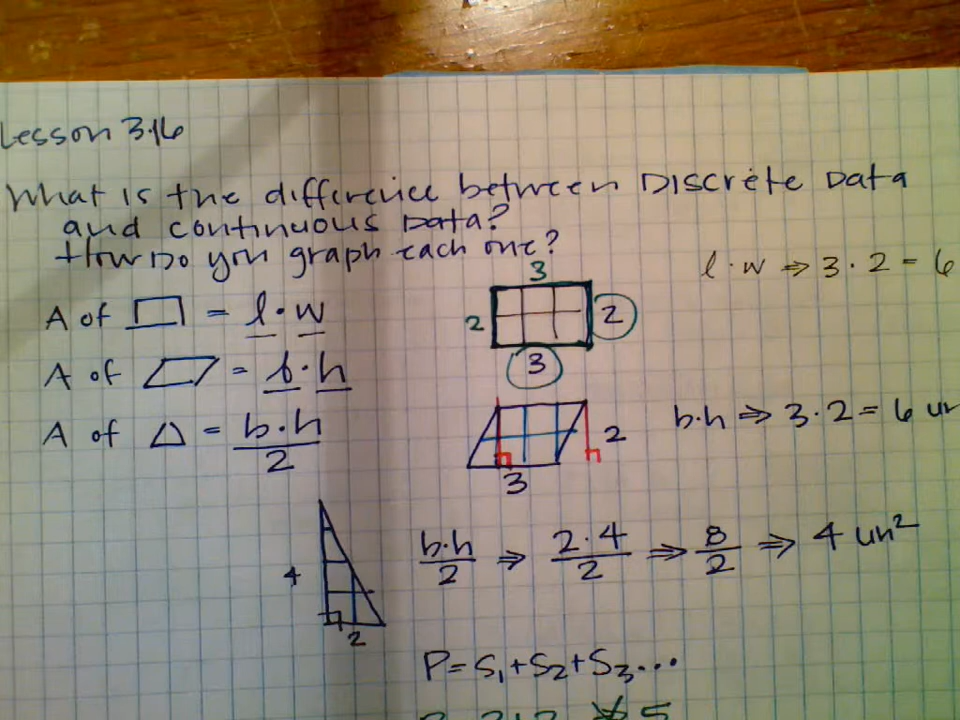 Lesson 3.16
What is the difference between Discrete Data
and continuous Data?
How Do you graph each one?
l · w ⇒ 3 · 2 = 6
A of ▭ = l · w
3
2
2
3
A of ▱ = b · h
A of △ = b · h / 2
2
3
b · h ⇒ 3 · 2 = 6 un
4
2
b · h / 2 ⇒ 2 · 4 / 2 ⇒ 8 / 2 ⇒ 4 un²
P = S₁ + S₂ + S₃ ...